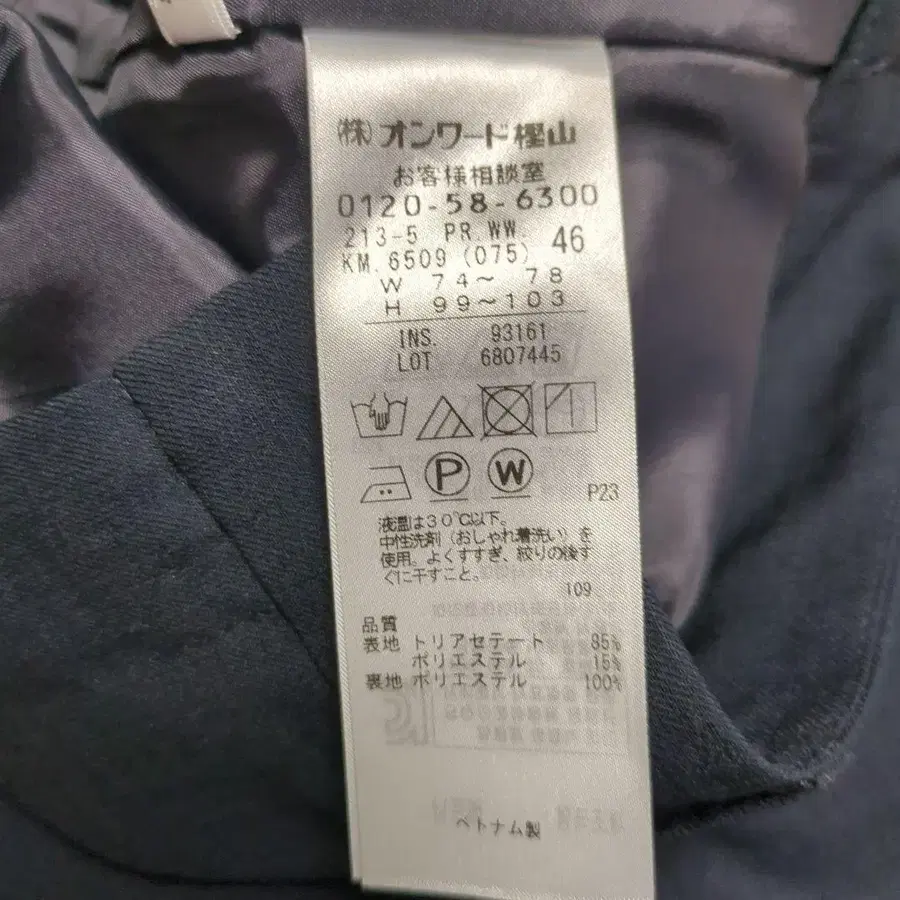 (株)オンワード樫山
お客様相談室
0120-58-6300
213-5 PR.WW. 46
KM.6509 (075)
W 74～ 78
H 99～103
INS. 93161
LOT 6807445
P
W
P23
液温は30℃以下。
中性洗剤（おしゃれ着洗い）を
使用。よくすすぎ、絞りの後す
ぐに干すこと。
109
品質
表地 トリアセテート 85%
ポリエステル 15%
裏地 ポリエステル 100%
ベトナム製